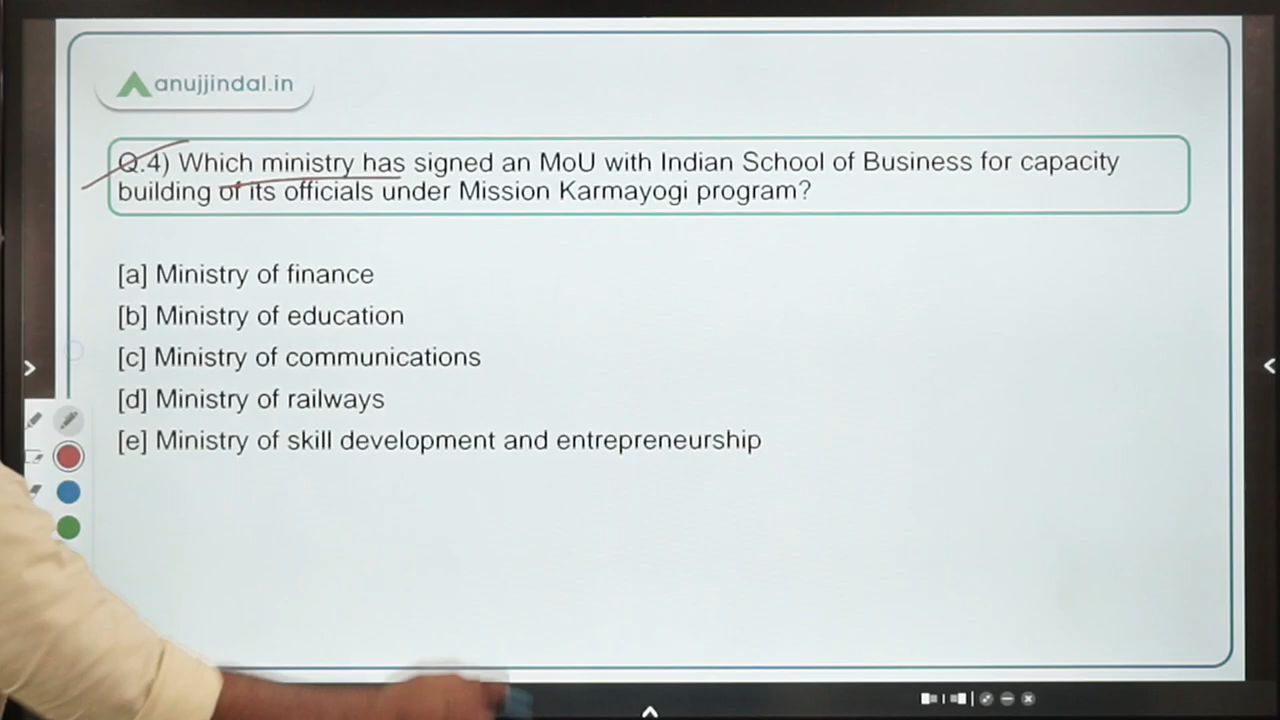 anujjindal.in
Q.4) Which ministry has signed an MoU with Indian School of Business for capacity
building of its officials under Mission Karmayogi program?
[a] Ministry of finance
[b] Ministry of education
[c] Ministry of communications
[d] Ministry of railways
[e] Ministry of skill development and entrepreneurship